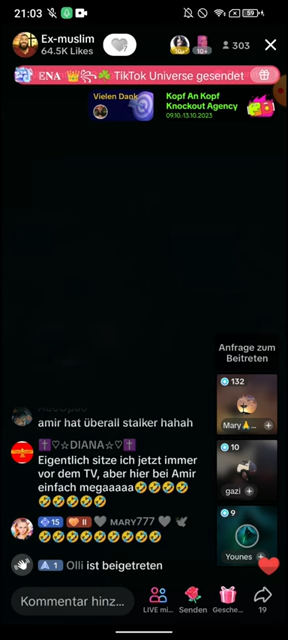 21:03
59
Ex-muslim
64.5K Likes
10+
303
ENA TikTok Universe gesendet
Vielen Dank
Kopf An Kopf
Knockout Agency
09.10-13.10.2023
Anfrage zum
Beitreten
132
Mary🙏...
10
gazi
9
Younes
amir hat überall stalker hahah
✝️♡☆DIANA☆♡✝️
Eigentlich sitze ich jetzt immer
vor dem TV, aber hier bei Amir
einfach megaaaaa🤣🤣🤣🤣
🤣🤣🤣🤣🤣
15 II 🩶 MARY777 🩶 🕊
🤣🤣🤣🤣🤣🤣🤣🤣🤣
1 Olli ist beigetreten
Kommentar hinz...
LIVE mi...
Senden
Gesche...
19